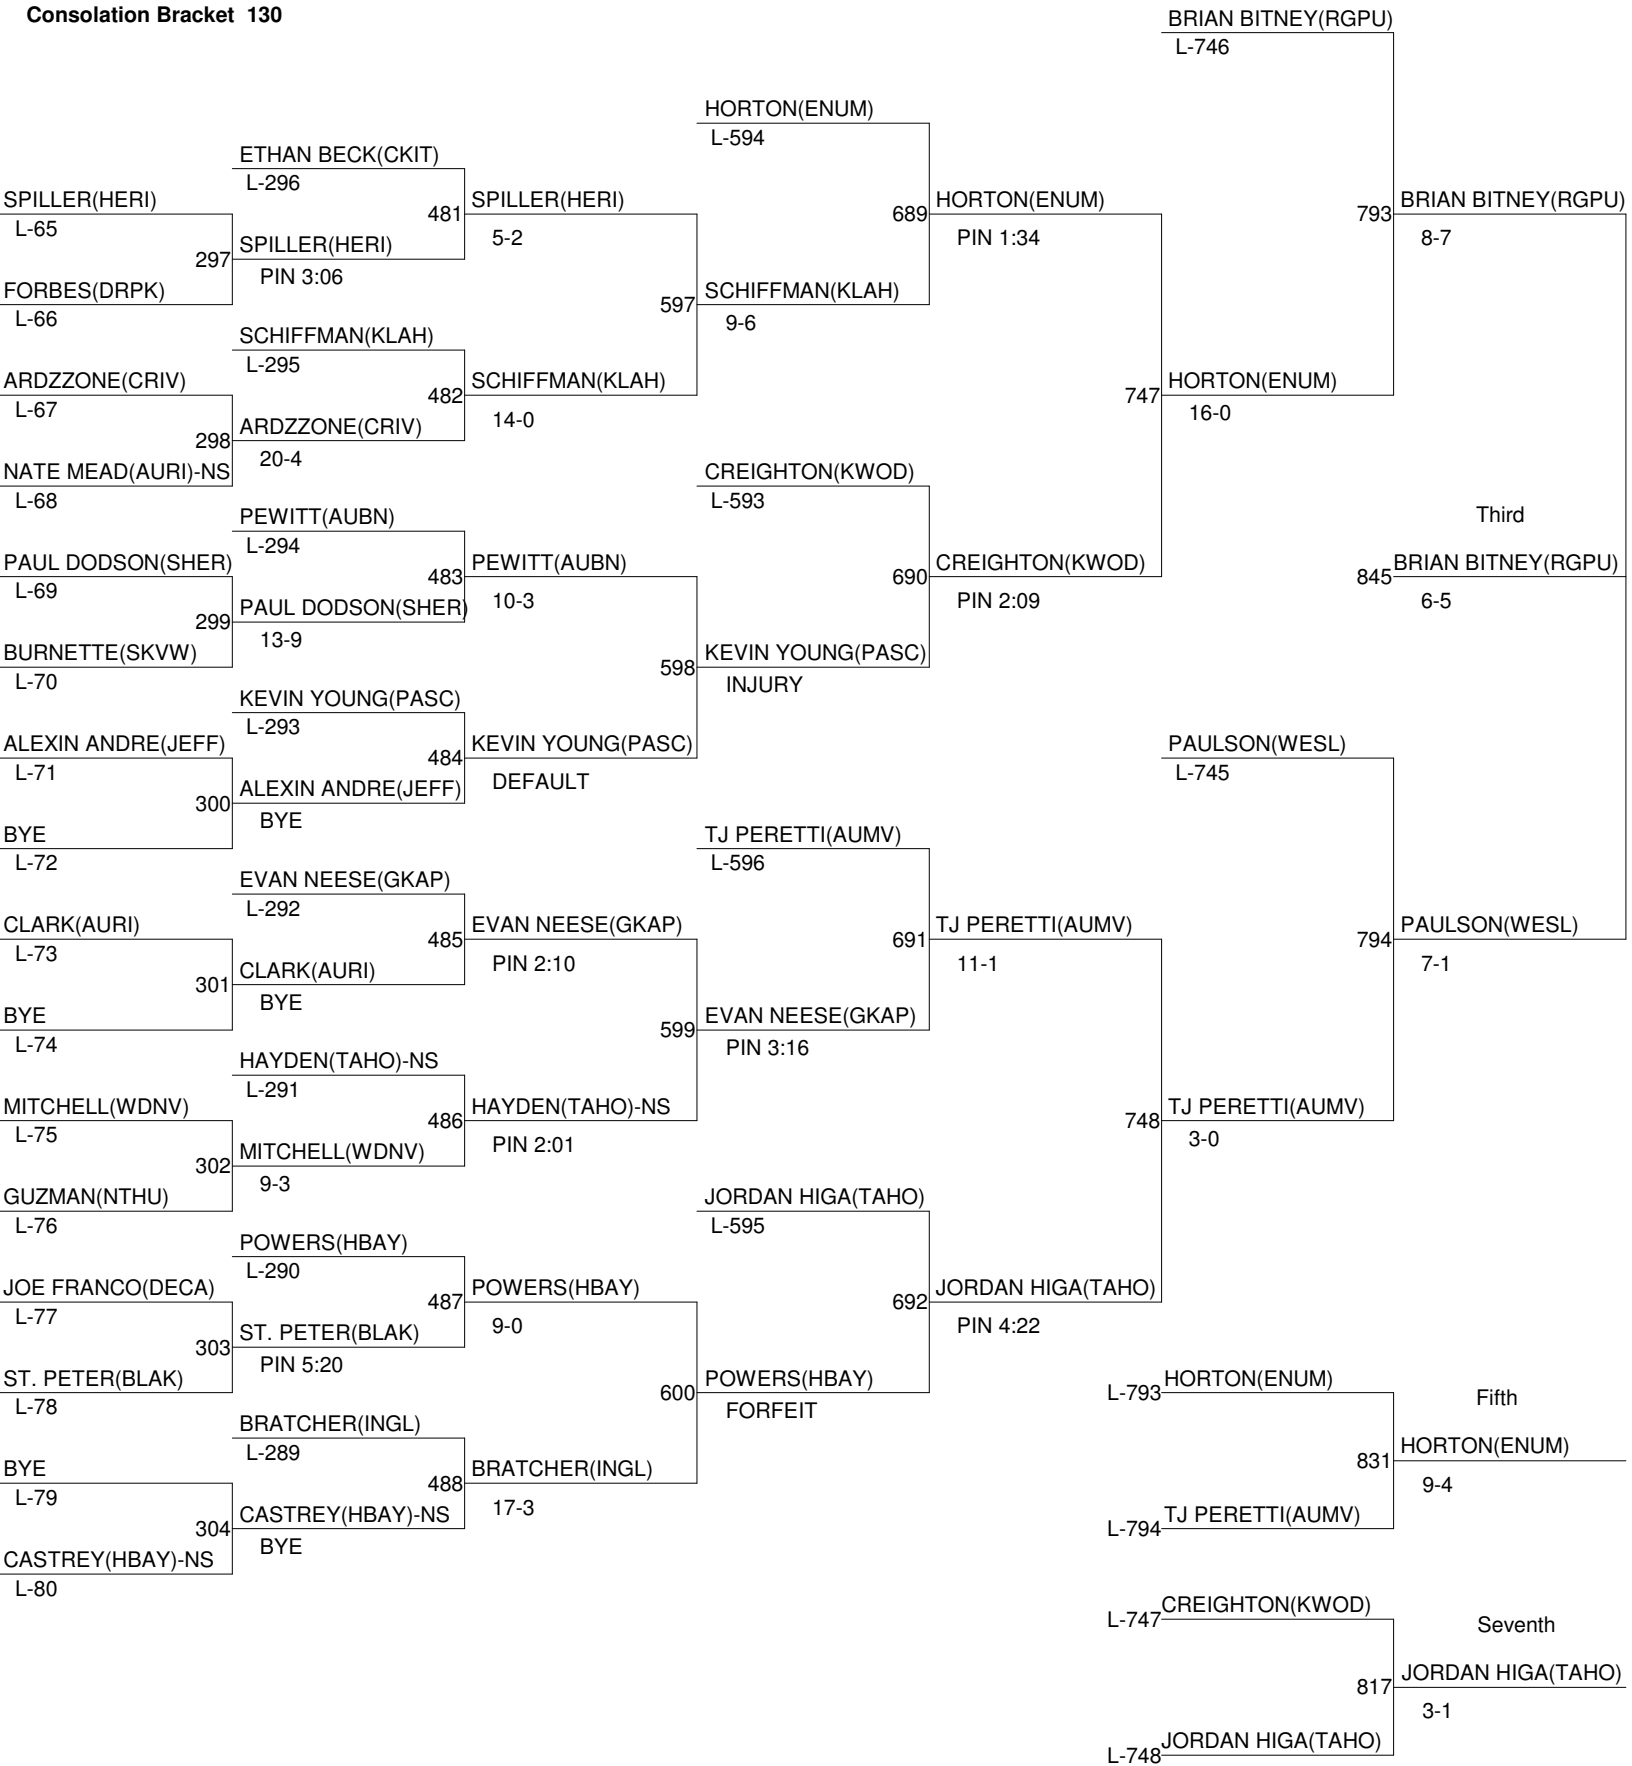 Consolation Bracket  130
BRIAN BITNEY(RGPU)
L-746
HORTON(ENUM)
L-594
ETHAN BECK(CKIT)
L-296
SPILLER(HERI)
L-65
481
SPILLER(HERI)
5-2
689
HORTON(ENUM)
PIN 1:34
793
BRIAN BITNEY(RGPU)
8-7
297
SPILLER(HERI)
PIN 3:06
FORBES(DRPK)
L-66
597
SCHIFFMAN(KLAH)
9-6
SCHIFFMAN(KLAH)
L-295
ARDZZONE(CRIV)
L-67
482
SCHIFFMAN(KLAH)
14-0
747
HORTON(ENUM)
16-0
298
ARDZZONE(CRIV)
20-4
NATE MEAD(AURI)-NS
L-68
CREIGHTON(KWOD)
L-593
PEWITT(AUBN)
L-294
Third
PAUL DODSON(SHER)
L-69
483
PEWITT(AUBN)
10-3
690
CREIGHTON(KWOD)
PIN 2:09
845
BRIAN BITNEY(RGPU)
6-5
299
PAUL DODSON(SHER)
13-9
BURNETTE(SKVW)
L-70
598
KEVIN YOUNG(PASC)
INJURY
KEVIN YOUNG(PASC)
L-293
ALEXIN ANDRE(JEFF)
L-71
484
KEVIN YOUNG(PASC)
DEFAULT
PAULSON(WESL)
L-745
300
ALEXIN ANDRE(JEFF)
BYE
BYE
L-72
TJ PERETTI(AUMV)
L-596
EVAN NEESE(GKAP)
L-292
CLARK(AURI)
L-73
485
EVAN NEESE(GKAP)
PIN 2:10
691
TJ PERETTI(AUMV)
11-1
794
PAULSON(WESL)
7-1
301
CLARK(AURI)
BYE
BYE
L-74
599
EVAN NEESE(GKAP)
PIN 3:16
HAYDEN(TAHO)-NS
L-291
MITCHELL(WDNV)
L-75
486
HAYDEN(TAHO)-NS
PIN 2:01
748
TJ PERETTI(AUMV)
3-0
302
MITCHELL(WDNV)
9-3
GUZMAN(NTHU)
L-76
JORDAN HIGA(TAHO)
L-595
POWERS(HBAY)
L-290
JOE FRANCO(DECA)
L-77
487
POWERS(HBAY)
9-0
692
JORDAN HIGA(TAHO)
PIN 4:22
303
ST. PETER(BLAK)
PIN 5:20
ST. PETER(BLAK)
L-78
600
POWERS(HBAY)
FORFEIT
L-793
HORTON(ENUM)
Fifth
BRATCHER(INGL)
L-289
831
HORTON(ENUM)
9-4
BYE
L-79
488
BRATCHER(INGL)
17-3
304
CASTREY(HBAY)-NS
BYE
L-794
TJ PERETTI(AUMV)
CASTREY(HBAY)-NS
L-80
L-747
CREIGHTON(KWOD)
Seventh
817
JORDAN HIGA(TAHO)
3-1
L-748
JORDAN HIGA(TAHO)